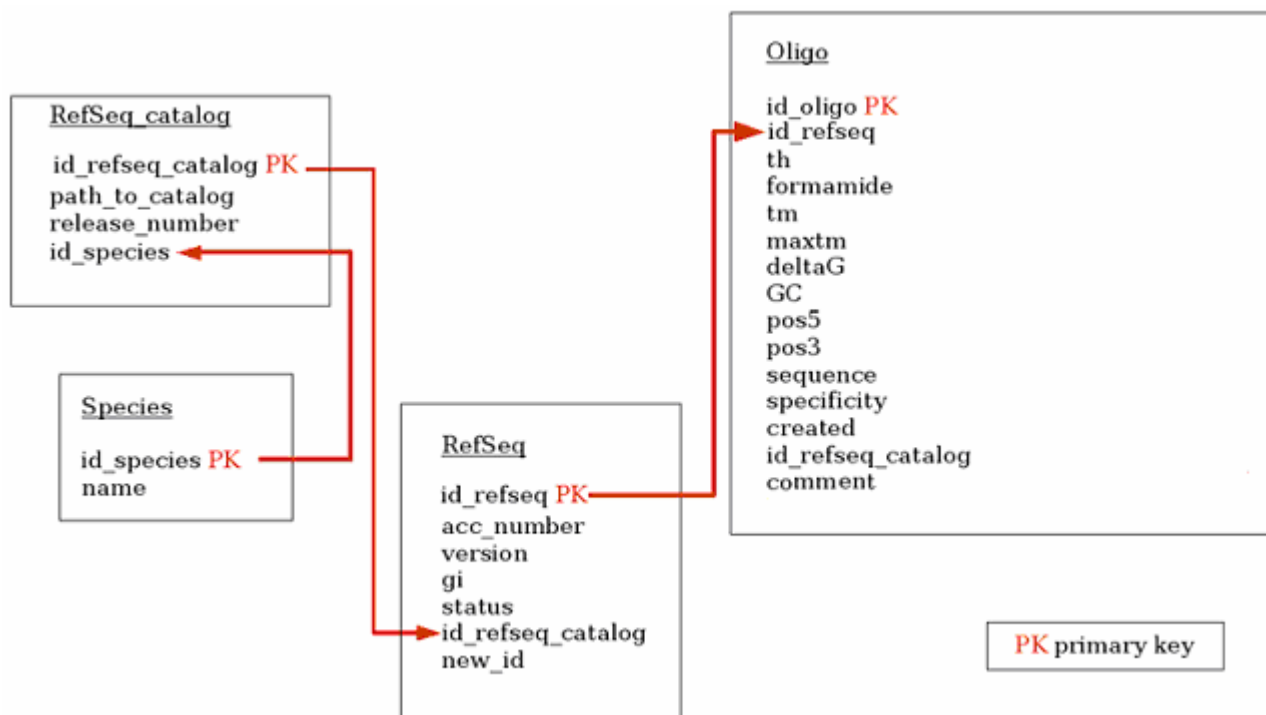 RefSeq_catalog
id_refseq_catalog PK
path_to_catalog
release_number
id_species
Species
id_species PK
name
RefSeq
id_refseq PK
acc_number
version
gi
status
id_refseq_catalog
new_id
Oligo
id_oligo PK
id_refseq
th
formamide
tm
maxtm
deltaG
GC
pos5
pos3
sequence
specificity
created
id_refseq_catalog
comment
PK primary key